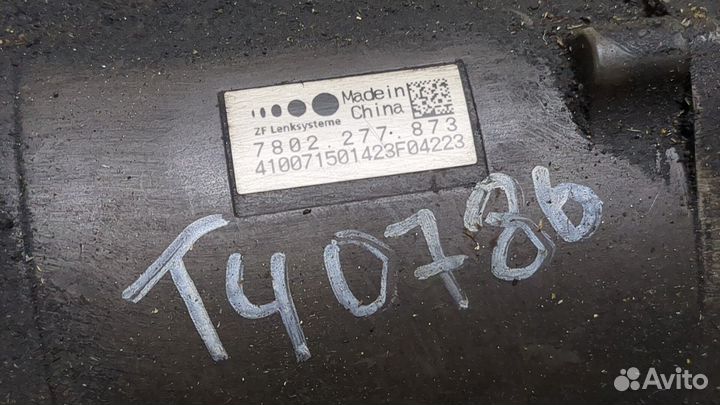 Made in
China
ZF Lenksysteme
7802.277.873
410071501423F04223
T40786
Avito